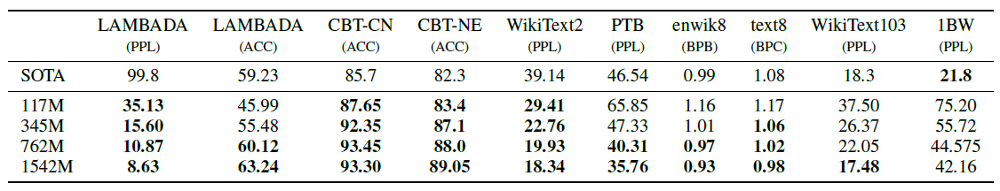 LAMBADA LAMBADA CBT-CN CBT-NE WikiText2 PTB enwik8 text8 WikiText103 1BW
(PPL) (ACC) (ACC) (ACC) (PPL) (PPL) (BPB) (BPC) (PPL) (PPL)
SOTA 99.8 59.23 85.7 82.3 39.14 46.54 0.99 1.08 18.3 21.8
117M 35.13 45.99 87.65 83.4 29.41 65.85 1.16 1.17 37.50 75.20
345M 15.60 55.48 92.35 87.1 22.76 47.33 1.01 1.06 26.37 55.72
762M 10.87 60.12 93.45 88.0 19.93 40.31 0.97 1.02 22.05 44.575
1542M 8.63 63.24 93.30 89.05 18.34 35.76 0.93 0.98 17.48 42.16